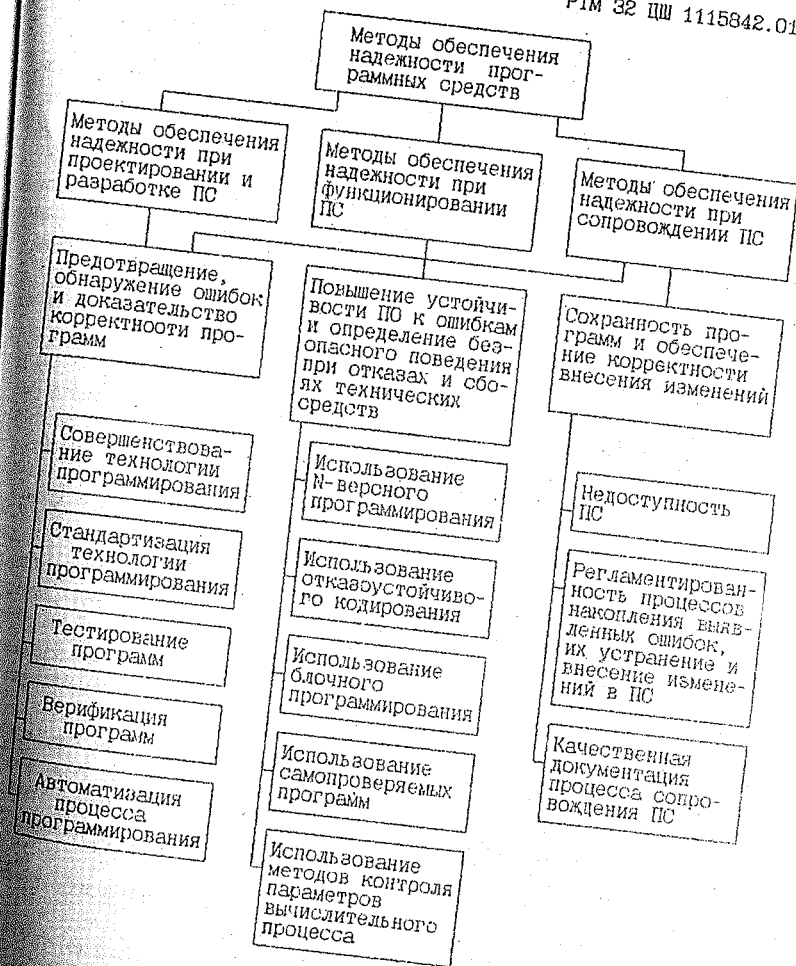 РТМ 32 ЦШ 1115842.01
Методы обеспечения
надежности прог-
раммных средств
Методы обеспечения
надежности при
проектировании и
разработке ПС
Методы обеспечения
надежности при
функционировании
ПС
Методы обеспечения
надежности при
сопровождении ПС
Предотвращение,
обнаружение ошибок
и доказательство
корректности про-
грамм
Повышение устойчи-
вости ПО к ошибкам
и определение без-
опасного поведения
при отказах и сбо-
ях технических
средств
Сохранность про-
грамм и обеспече-
ние корректности
внесения изменений
Совершенствова-
ние технологии
программирования
Стандартизация
технологии
программирования
Тестирование
программ
Верификация
программ
Автоматизация
процесса
программирования
Использование
N-версного
программирования
Использование
отказоустойчиво-
го кодирования
Использование
блочного
программирования
Использование
самопроверяемых
программ
Использование
методов контроля
параметров
вычислительного
процесса
Недоступность
ПС
Регламентирован-
ность процессов
накопления выяв-
ленных ошибок,
их устранение и
внесение измене-
ний в ПС
Качественная
документация
процесса сопро-
вождения ПС